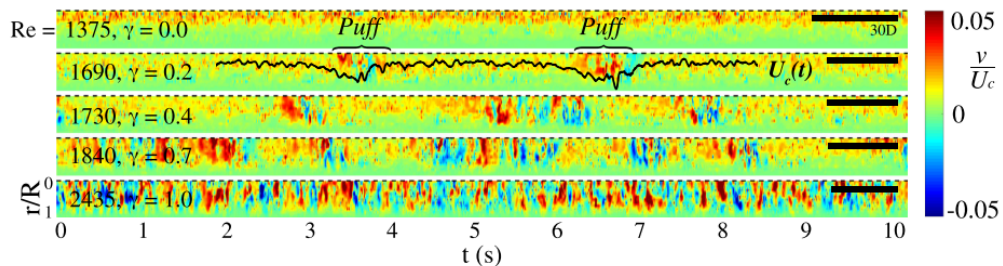 Puff Puff
Re = 1375, γ = 0.0
30D
1690, γ = 0.2
U_c(t)
1730, γ = 0.4
1840, γ = 0.7
2435, γ = 1.0
r/R
0
1
0 1 2 3 4 5 6 7 8 9 10
t (s)
0.05
v/U_c
0
-0.05